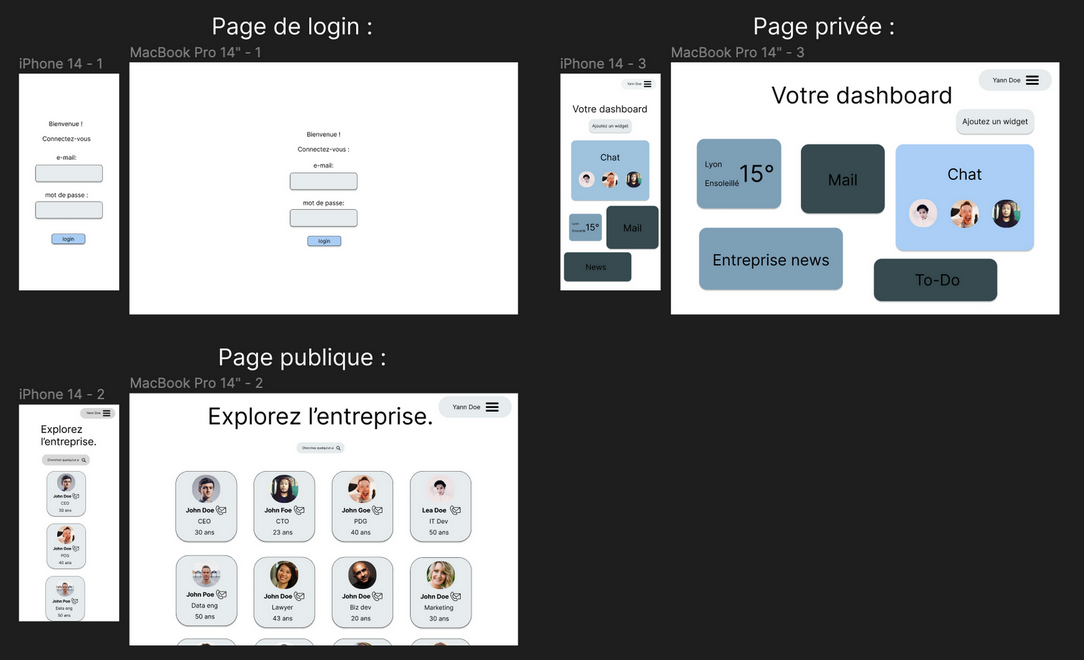 Page de login :
iPhone 14 - 1
Bienvenue !
Connectez-vous
e-mail:
mot de passe :
login
MacBook Pro 14" - 1
Bienvenue !
Connectez-vous :
e-mail:
mot de passe:
login
Page privée :
iPhone 14 - 3
Yann Doe
Votre dashboard
Ajoutez un widget
Chat
Lyon
Ensoleillé
15°
Mail
News
MacBook Pro 14" - 3
Yann Doe
Votre dashboard
Ajoutez un widget
Lyon
Ensoleillé
15°
Mail
Chat
Entreprise news
To-Do
Page publique :
iPhone 14 - 2
Yann Doe
Explorez
l'entreprise.
John Doe
CEO
30 ans
John Doe
PDG
40 ans
John Poe
Data eng
50 ans
MacBook Pro 14" - 2
Yann Doe
Explorez l'entreprise.
John Doe
CEO
30 ans
John Foe
CTO
23 ans
John Goe
PDG
40 ans
Lea Doe
IT Dev
50 ans
John Poe
Data eng
50 ans
John Doe
Lawyer
43 ans
John Doe
Biz dev
20 ans
John Doe
Marketing
30 ans